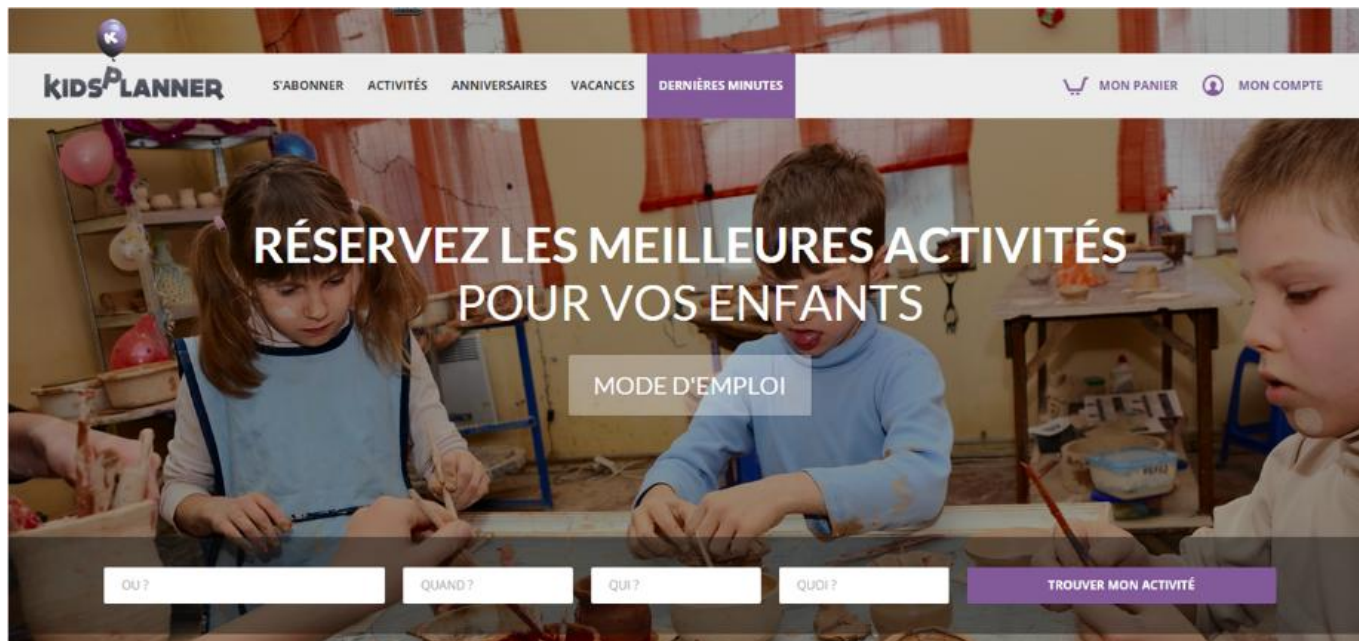 K
KIDSPLANNER
S'ABONNER ACTIVITÉS ANNIVERSAIRES VACANCES DERNIÈRES MINUTES MON PANIER MON COMPTE
RÉSERVEZ LES MEILLEURES ACTIVITÉS
POUR VOS ENFANTS
MODE D'EMPLOI
OU ? QUAND ? QUI ? QUOI ? TROUVER MON ACTIVITÉ